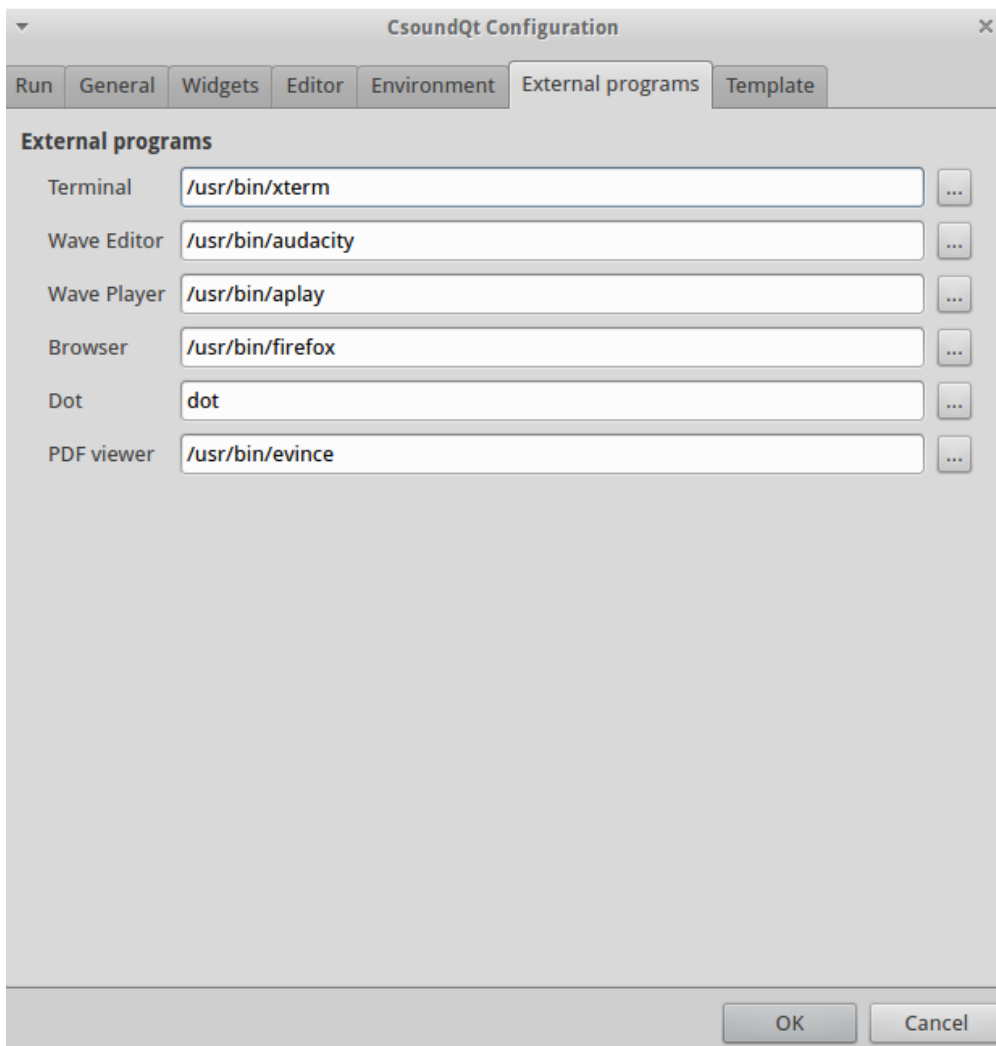 CsoundQt Configuration
Run General Widgets Editor Environment External programs Template
External programs
Terminal /usr/bin/xterm ...
Wave Editor /usr/bin/audacity ...
Wave Player /usr/bin/aplay ...
Browser /usr/bin/firefox ...
Dot dot ...
PDF viewer /usr/bin/evince ...
OK Cancel